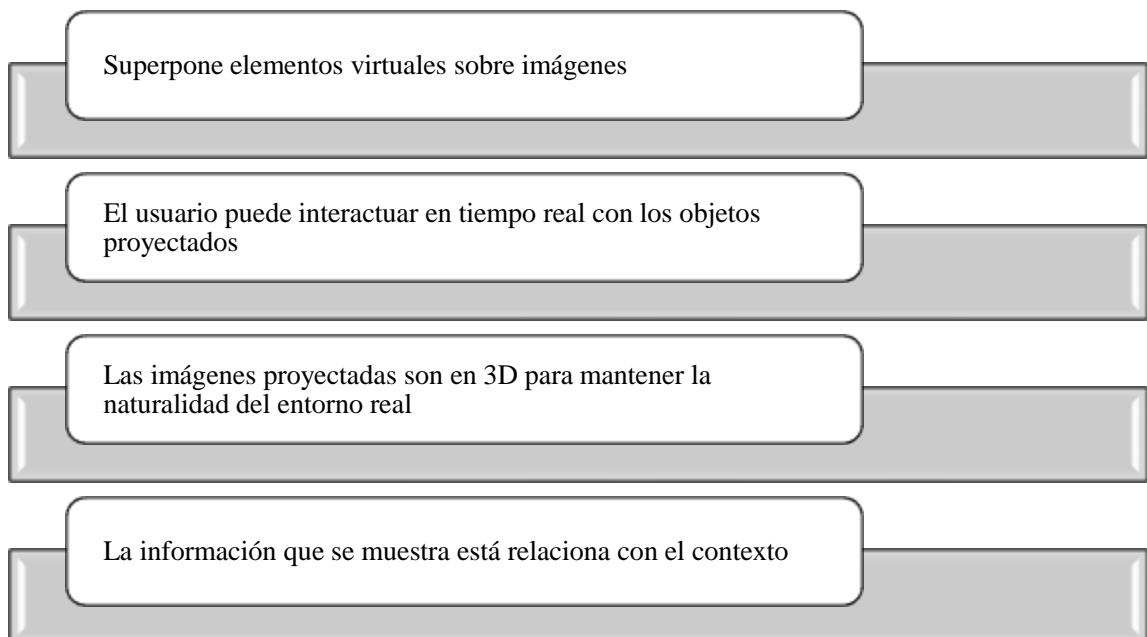 Superpone elementos virtuales sobre imágenes
El usuario puede interactuar en tiempo real con los objetos
proyectados
Las imágenes proyectadas son en 3D para mantener la
naturalidad del entorno real
La información que se muestra está relaciona con el contexto